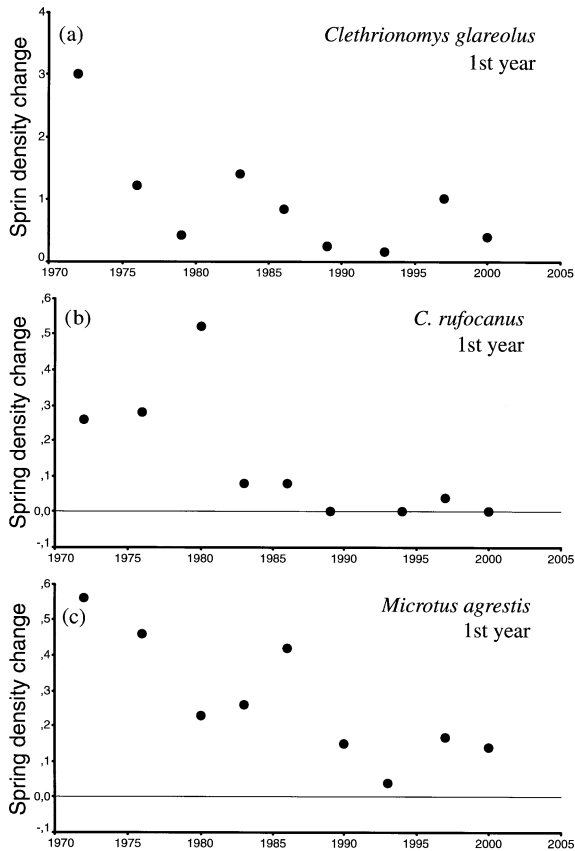 (a)
Clethrionomys glareolus
1st year
Sprin density change
4
3
2
1
0
1970 1975 1980 1985 1990 1995 2000 2005
(b)
C. rufocanus
1st year
Spring density change
,6
,5
,4
,3
,2
,1
0,0
-,1
1970 1975 1980 1985 1990 1995 2000 2005
(c)
Microtus agrestis
1st year
Spring density change
,6
,5
,4
,3
,2
,1
0,0
-,1
1970 1975 1980 1985 1990 1995 2000 2005